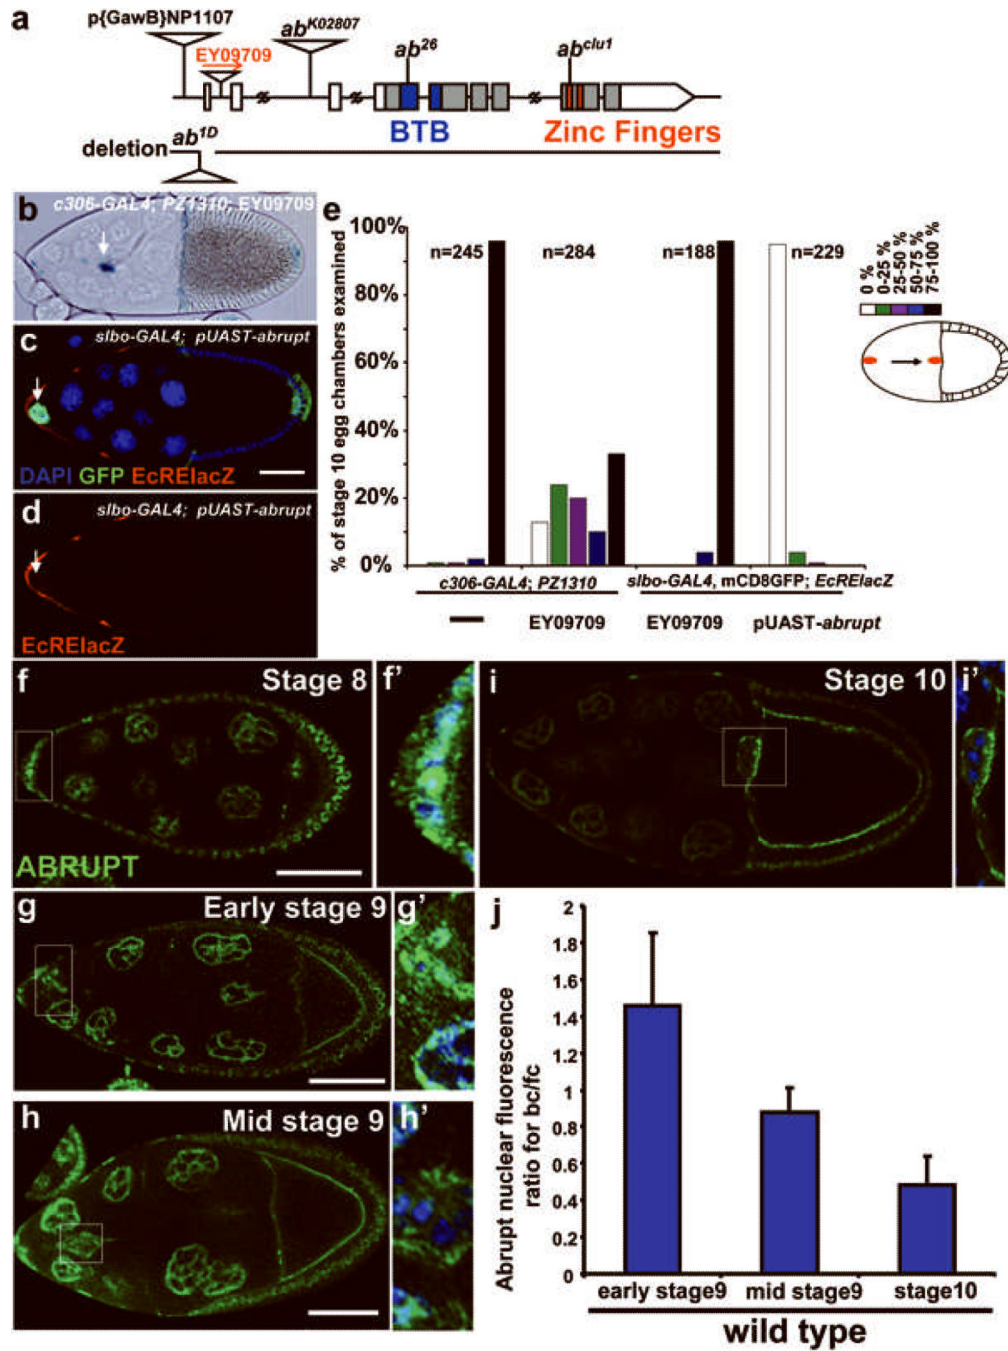 a
p{GawB}NP1107
ab^K02807
EY09709
ab^26
ab^clu1
BTB
Zinc Fingers
deletion
ab^1D
b
c306-GAL4; PZ1310; EY09709
c
slbo-GAL4; pUAST-abrupt
DAPI GFP EcRElacZ
d
slbo-GAL4; pUAST-abrupt
EcRElacZ
e
% of stage 10 egg chambers examined
100%
80%
60%
40%
20%
0%
n=245
n=284
n=188
n=229
c306-GAL4; PZ1310
slbo-GAL4, mCD8GFP; EcRElacZ
EY09709
EY09709
pUAST-abrupt
0 %
0-25 %
25-50 %
50-75 %
75-100 %
f
Stage 8
ABRUPT
f'
i
Stage 10
i'
g
Early stage 9
g'
h
Mid stage 9
h'
j
Abrupt nuclear fluorescence
ratio for bc/fc
2
1.8
1.6
1.4
1.2
1
0.8
0.6
0.4
0.2
0
early stage9
mid stage9
stage10
wild type